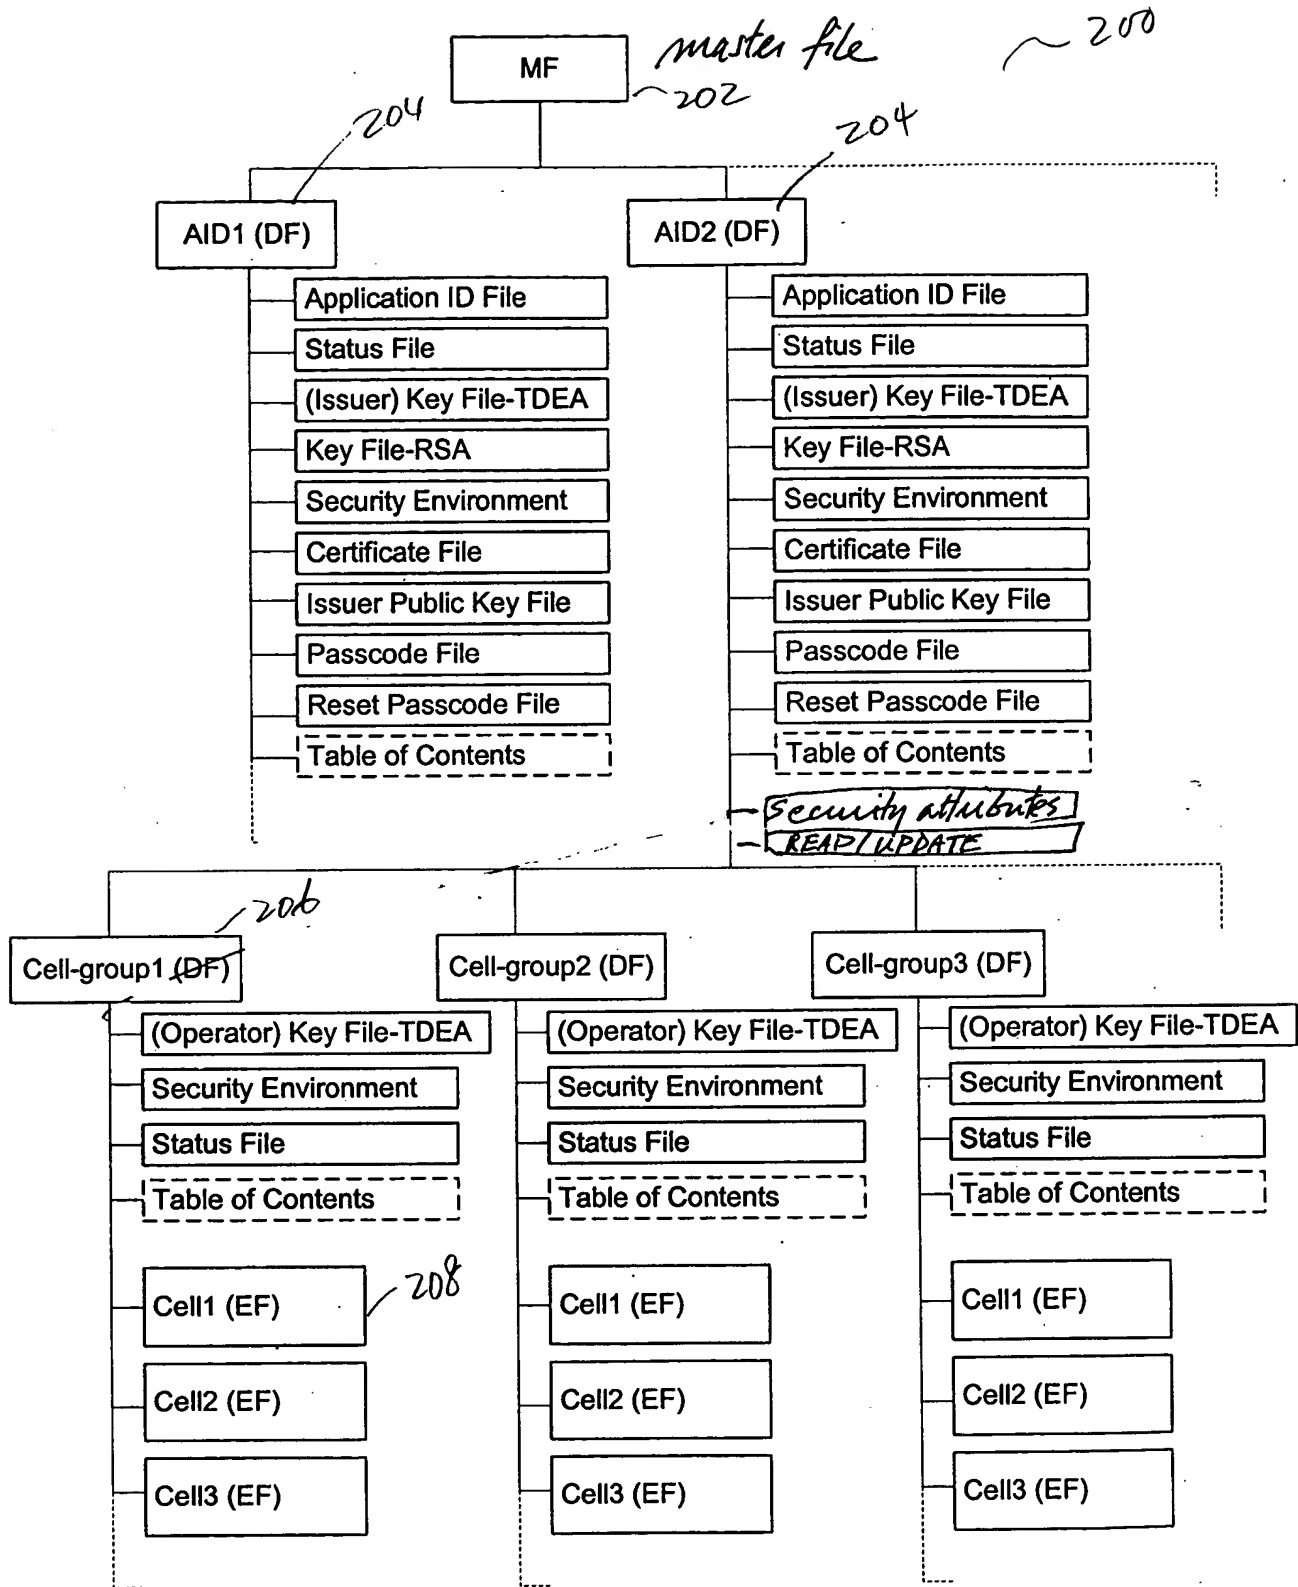 MF
master file
200
202
204
204
AID1 (DF)
AID2 (DF)
Application ID File
Status File
(Issuer) Key File-TDEA
Key File-RSA
Security Environment
Certificate File
Issuer Public Key File
Passcode File
Reset Passcode File
Table of Contents
Application ID File
Status File
(Issuer) Key File-TDEA
Key File-RSA
Security Environment
Certificate File
Issuer Public Key File
Passcode File
Reset Passcode File
Table of Contents
Security attributes
READ/UPDATE
206
Cell-group1 (DF)
Cell-group2 (DF)
Cell-group3 (DF)
(Operator) Key File-TDEA
Security Environment
Status File
Table of Contents
Cell1 (EF)
208
Cell2 (EF)
Cell3 (EF)
(Operator) Key File-TDEA
Security Environment
Status File
Table of Contents
Cell1 (EF)
Cell2 (EF)
Cell3 (EF)
(Operator) Key File-TDEA
Security Environment
Status File
Table of Contents
Cell1 (EF)
Cell2 (EF)
Cell3 (EF)